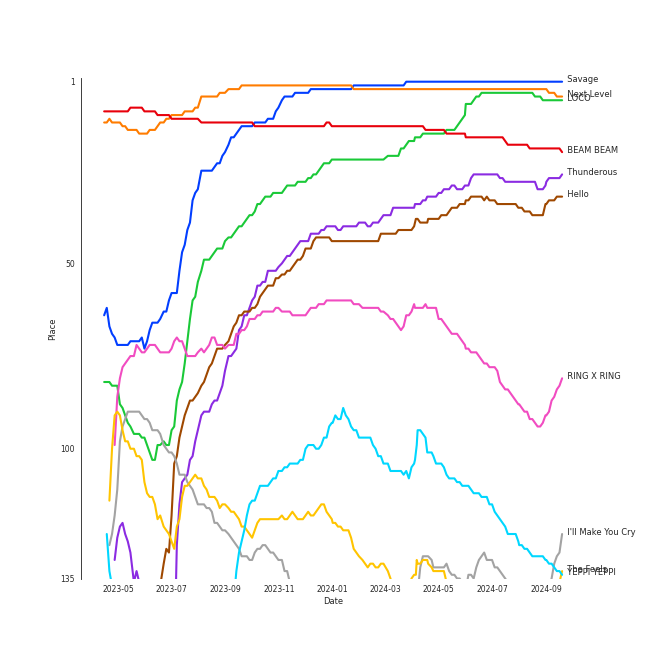 1
50
100
135
Place
2023-05
2023-07
2023-09
2023-11
2024-01
2024-03
2024-05
2024-07
2024-09
Date
Savage
Next Level
LOCO
BEAM BEAM
Thunderous
Hello
RING X RING
I'll Make You Cry
The Feels
YEPPI YEPPI